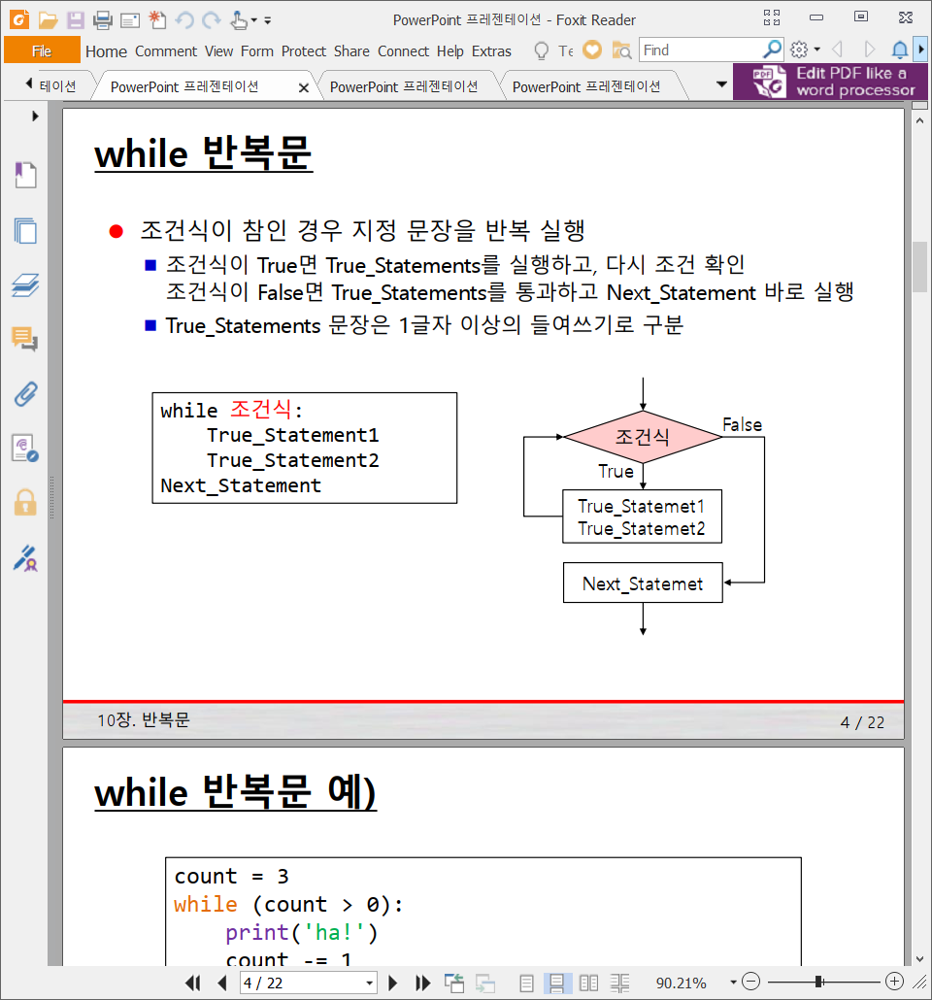 PowerPoint 프레젠테이션 - Foxit Reader
File Home Comment View Form Protect Share Connect Help Extras Te Find
테이션 PowerPoint 프레젠테이션 PowerPoint 프레젠테이션 PowerPoint 프레젠테이션
Edit PDF like a
word processor
while 반복문
조건식이 참인 경우 지정 문장을 반복 실행
조건식이 True면 True_Statements를 실행하고, 다시 조건 확인
조건식이 False면 True_Statements를 통과하고 Next_Statement 바로 실행
True_Statements 문장은 1글자 이상의 들여쓰기로 구분
while 조건식:
    True_Statement1
    True_Statement2
Next_Statement
조건식
False
True
True_Statemet1
True_Statemet2
Next_Statemet
10장. 반복문
4 / 22
while 반복문 예)
count = 3
while (count > 0):
    print('ha!')
    count -= 1
4 / 22
90.21%